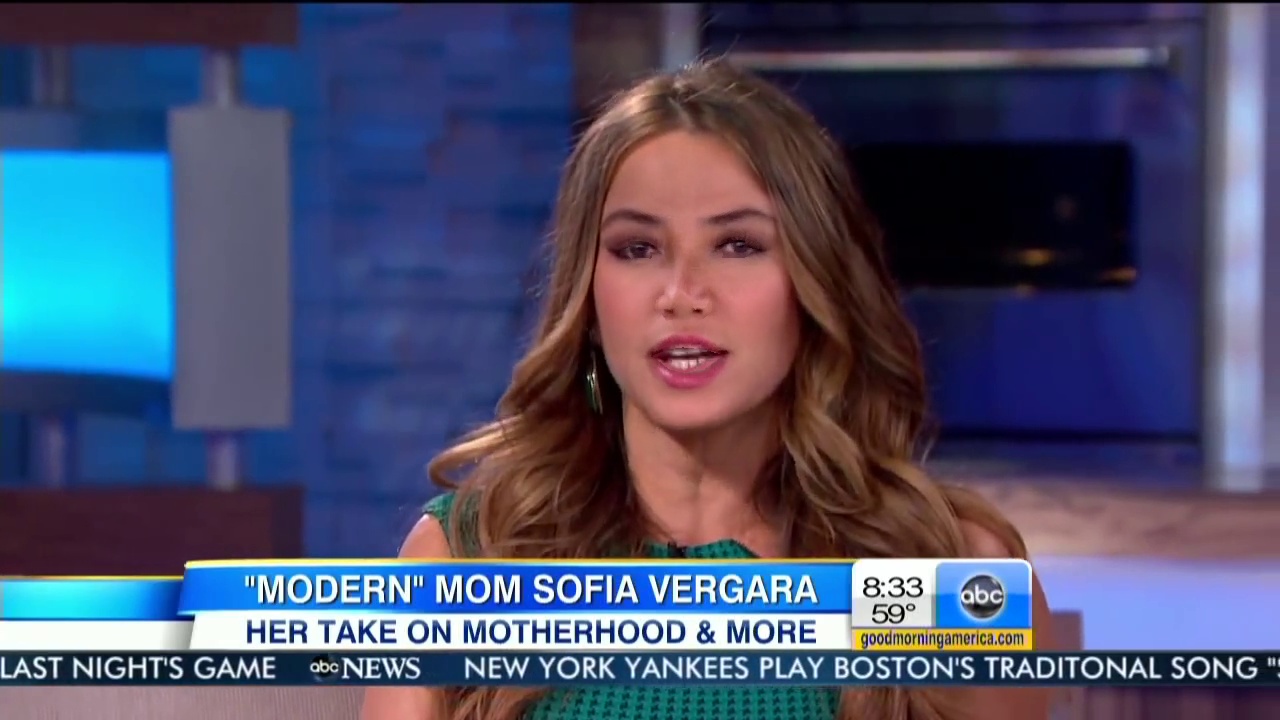 "MODERN" MOM SOFIA VERGARA
HER TAKE ON MOTHERHOOD & MORE
8:33
59°
abc
goodmorningamerica.com
LAST NIGHT'S GAME abc NEWS NEW YORK YANKEES PLAY BOSTON'S TRADITONAL SONG "